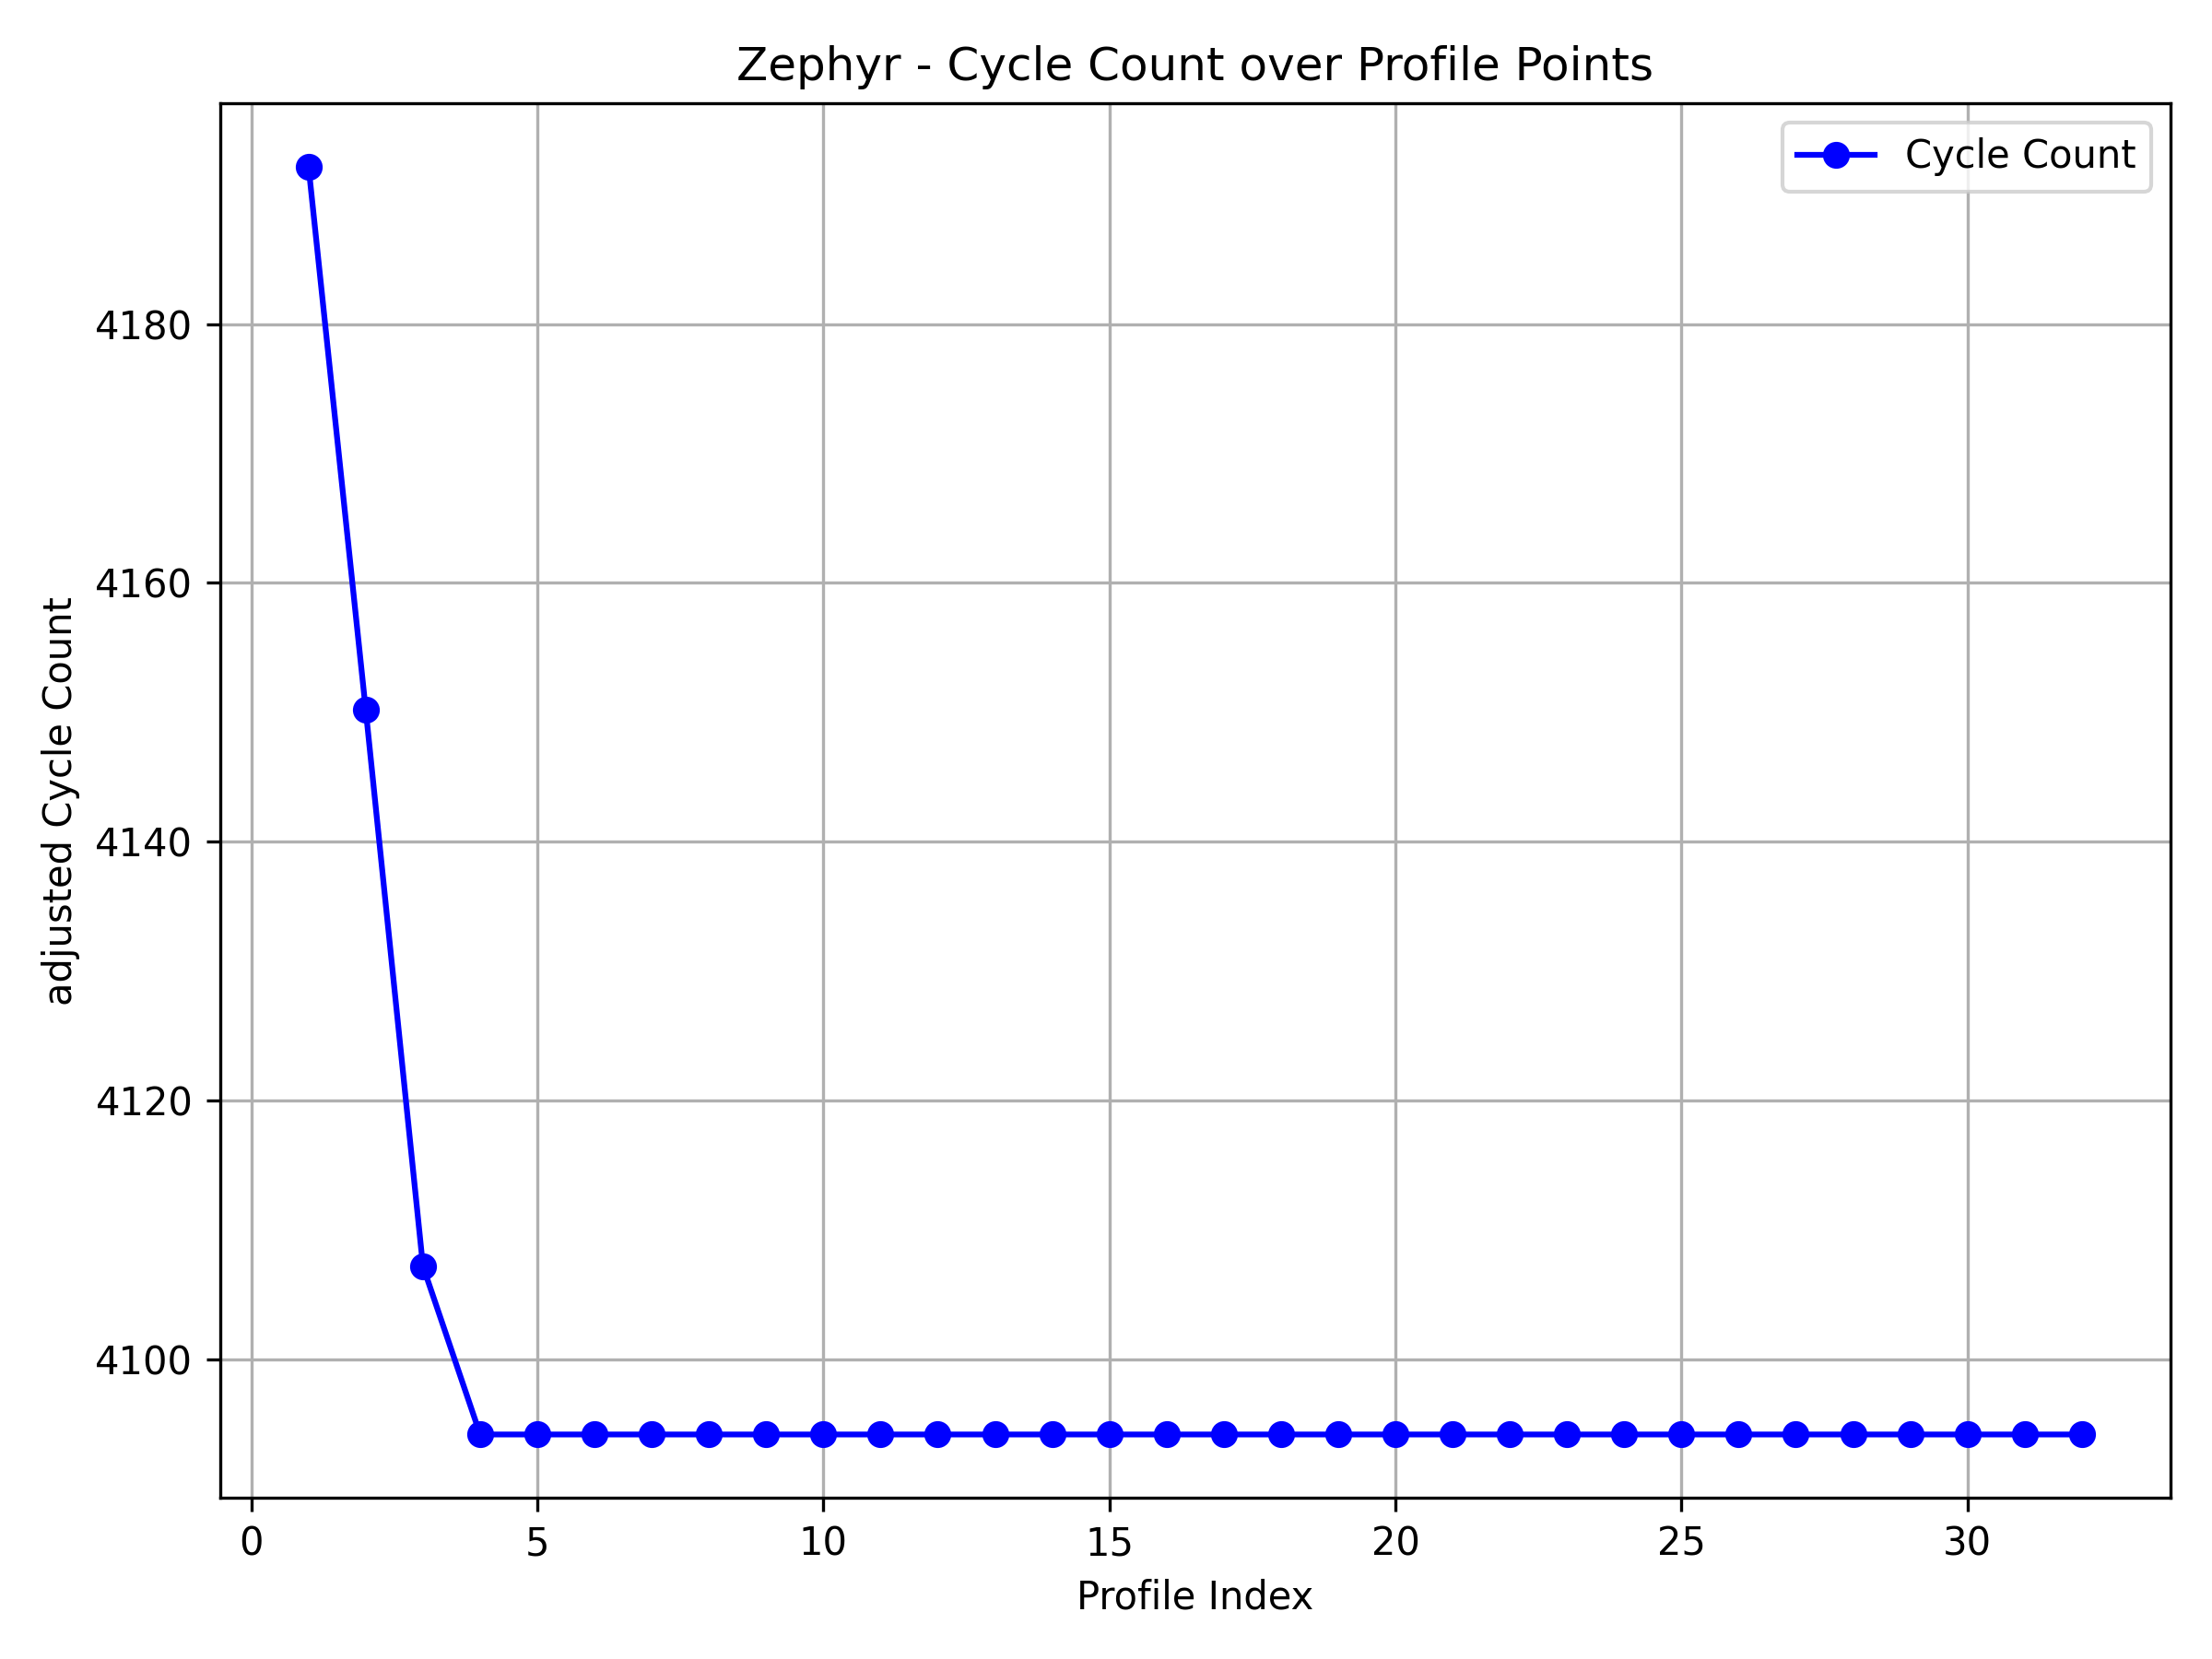 Zephyr - Cycle Count over Profile Points
Cycle Count
adjusted Cycle Count
4180
4160
4140
4120
4100
0 5 10 15 20 25 30
Profile Index